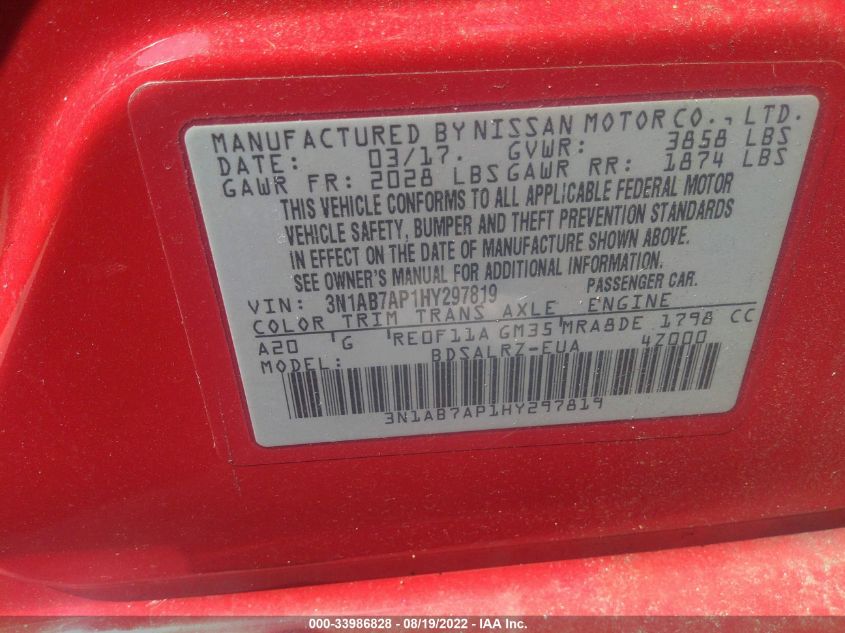 MANUFACTURED BY NISSAN MOTOR CO., LTD.
DATE: 03/17. GVWR: 3858 LBS
GAWR FR: 2028 LBS GAWR RR: 1874 LBS
THIS VEHICLE CONFORMS TO ALL APPLICABLE FEDERAL MOTOR
VEHICLE SAFETY, BUMPER AND THEFT PREVENTION STANDARDS
IN EFFECT ON THE DATE OF MANUFACTURE SHOWN ABOVE.
SEE OWNER'S MANUAL FOR ADDITIONAL INFORMATION.
VIN: 3N1AB7AP1HY297819 PASSENGER CAR.
COLOR TRIM TRANS AXLE ENGINE
A20 'G 'RE0F11A GM35'MRA8DE 1798 CC
MODEL: BDSALRZ-EUA 47000
3N1AB7AP1HY297819
000-33986828 - 08/19/2022 - IAA Inc.